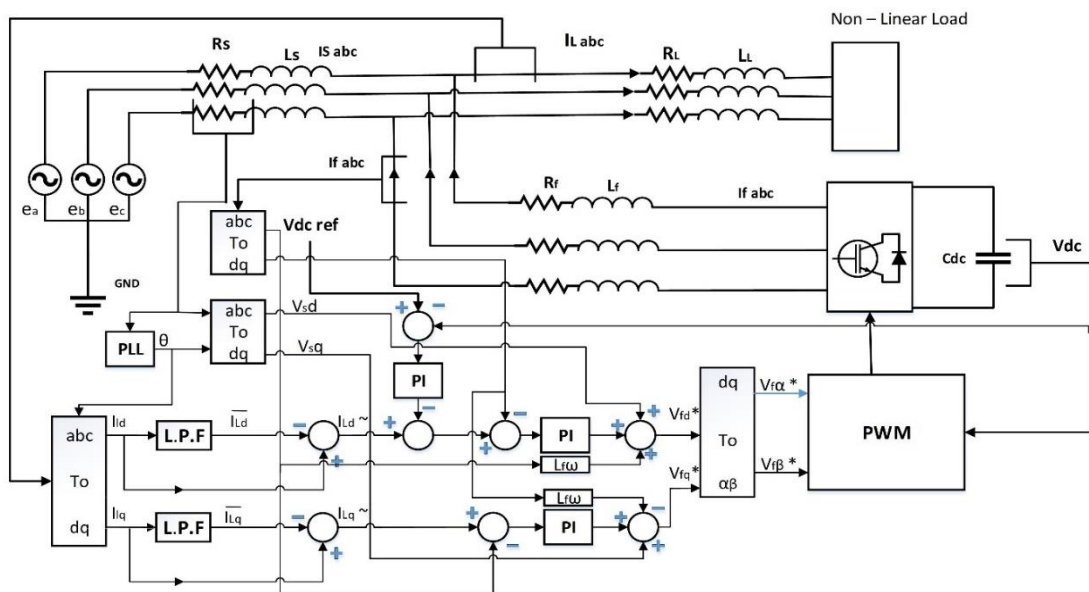 Non – Linear Load
Rs
Ls
IS abc
IL abc
RL
LL
ea
eb
ec
If abc
Rf
Lf
If abc
Cdc
Vdc
GND
abc
To
dq
Vdc ref
+
−
PLL
θ
abc
To
dq
Vsd
Vsq
PI
−
abc
To
dq
Ild
L.P.F
ILd
−
+
ILd ~
+
+
−
PI
+
+
+
Lfω
Vfd*
Ilq
L.P.F
ILq
−
+
ILq ~
+
−
Lfω
PI
−
+
+
Vfq*
dq
To
αβ
Vfα *
Vfβ *
PWM